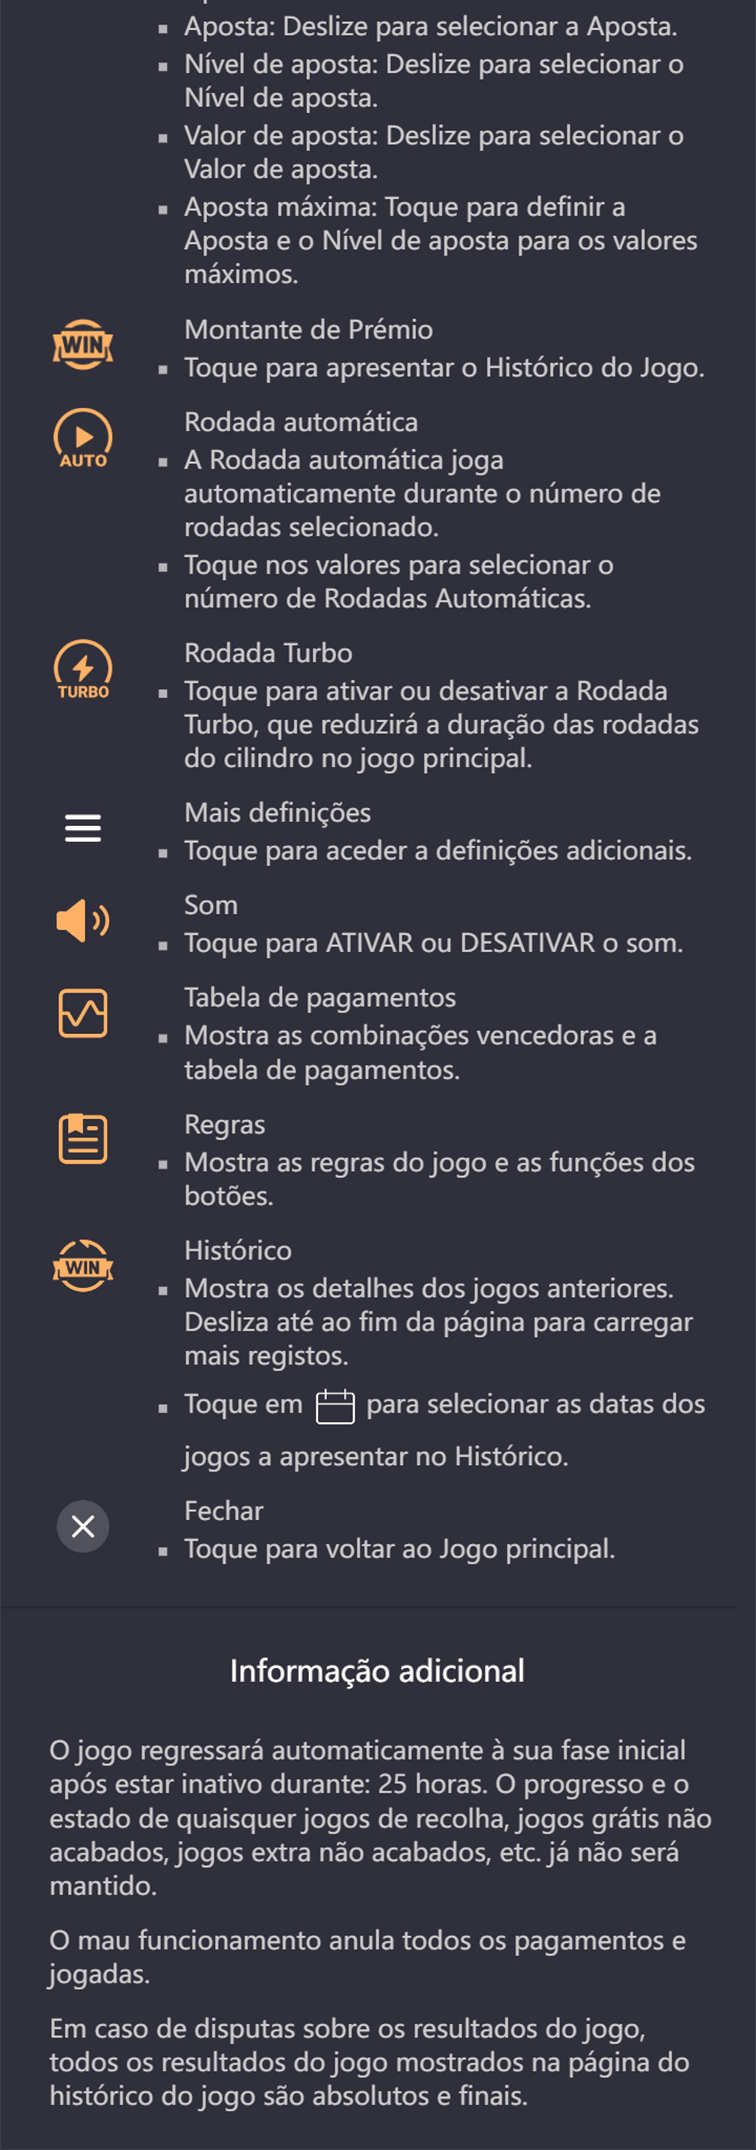 Aposta: Deslize para selecionar a Aposta.
Nível de aposta: Deslize para selecionar o
Nível de aposta.
Valor de aposta: Deslize para selecionar o
Valor de aposta.
Aposta máxima: Toque para definir a
Aposta e o Nível de aposta para os valores
máximos.
WIN
Montante de Prémio
Toque para apresentar o Histórico do Jogo.
AUTO
Rodada automática
A Rodada automática joga
automaticamente durante o número de
rodadas selecionado.
Toque nos valores para selecionar o
número de Rodadas Automáticas.
TURBO
Rodada Turbo
Toque para ativar ou desativar a Rodada
Turbo, que reduzirá a duração das rodadas
do cilindro no jogo principal.
Mais definições
Toque para aceder a definições adicionais.
Som
Toque para ATIVAR ou DESATIVAR o som.
Tabela de pagamentos
Mostra as combinações vencedoras e a
tabela de pagamentos.
Regras
Mostra as regras do jogo e as funções dos
botões.
WIN
Histórico
Mostra os detalhes dos jogos anteriores.
Desliza até ao fim da página para carregar
mais registos.
Toque em para selecionar as datas dos
jogos a apresentar no Histórico.
Fechar
Toque para voltar ao Jogo principal.
Informação adicional
O jogo regressará automaticamente à sua fase inicial
após estar inativo durante: 25 horas. O progresso e o
estado de quaisquer jogos de recolha, jogos grátis não
acabados, jogos extra não acabados, etc. já não será
mantido.
O mau funcionamento anula todos os pagamentos e
jogadas.
Em caso de disputas sobre os resultados do jogo,
todos os resultados do jogo mostrados na página do
histórico do jogo são absolutos e finais.